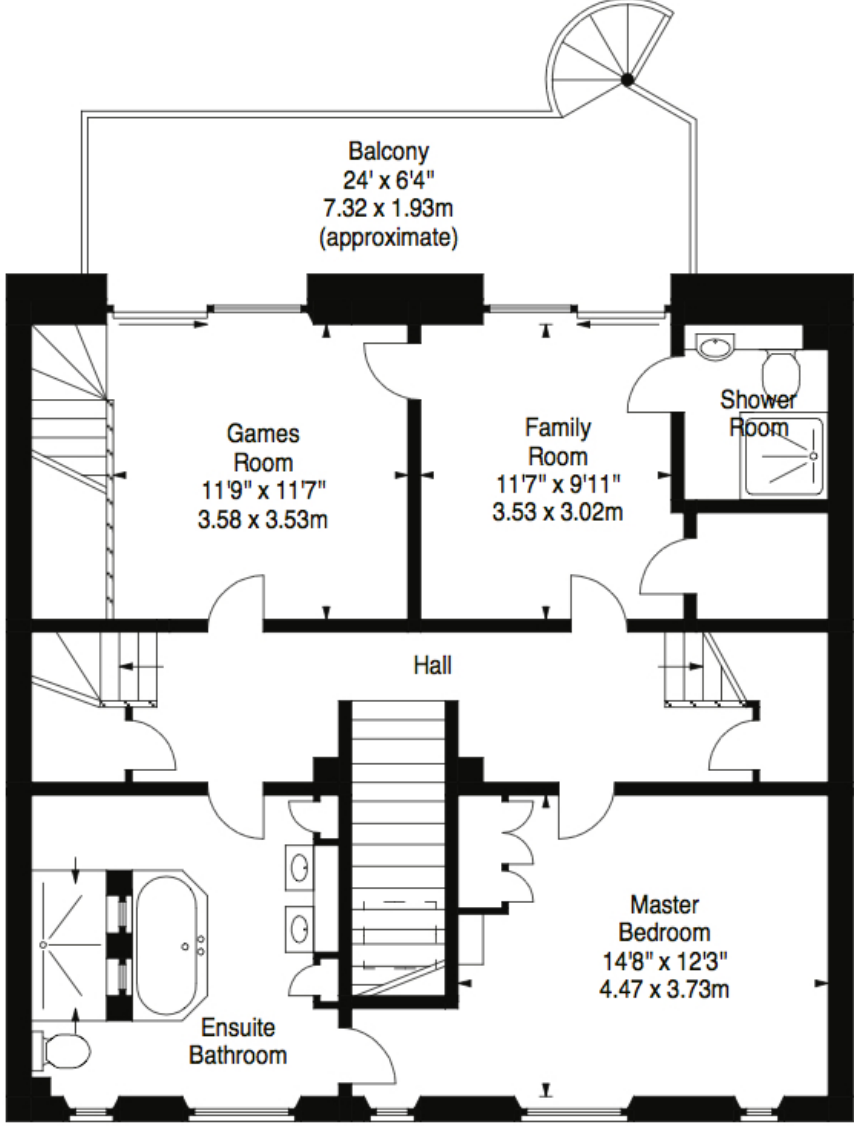 Balcony
24' x 6'4"
7.32 x 1.93m
(approximate)
Games
Room
11'9" x 11'7"
3.58 x 3.53m
Family
Room
11'7" x 9'11"
3.53 x 3.02m
Shower
Room
Hall
Master
Bedroom
14'8" x 12'3"
4.47 x 3.73m
Ensuite
Bathroom